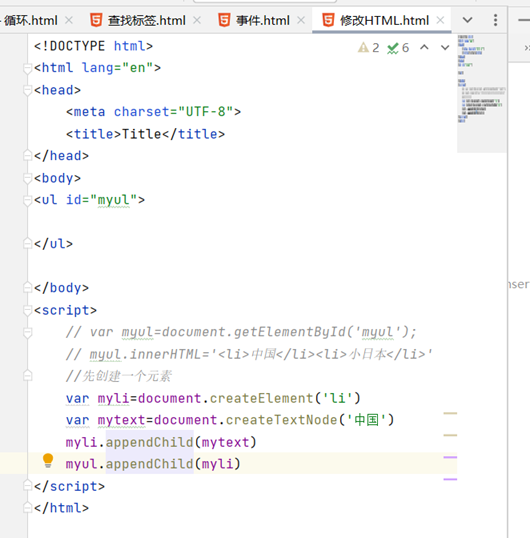 循环.html 查找标签.html 事件.html 修改HTML.html
<!DOCTYPE html> 2 6
<html lang="en">
<head>
<meta charset="UTF-8">
<title>Title</title>
</head>
<body>
<ul id="myul">
</ul>
</body>
<script>
// var myul=document.getElementById('myul');
// myul.innerHTML='<li>中国</li><li>小日本</li>'
//先创建一个元素
var myli=document.createElement('li')
var mytext=document.createTextNode('中国')
myli.appendChild(mytext)
myul.appendChild(myli)
</script>
</html>